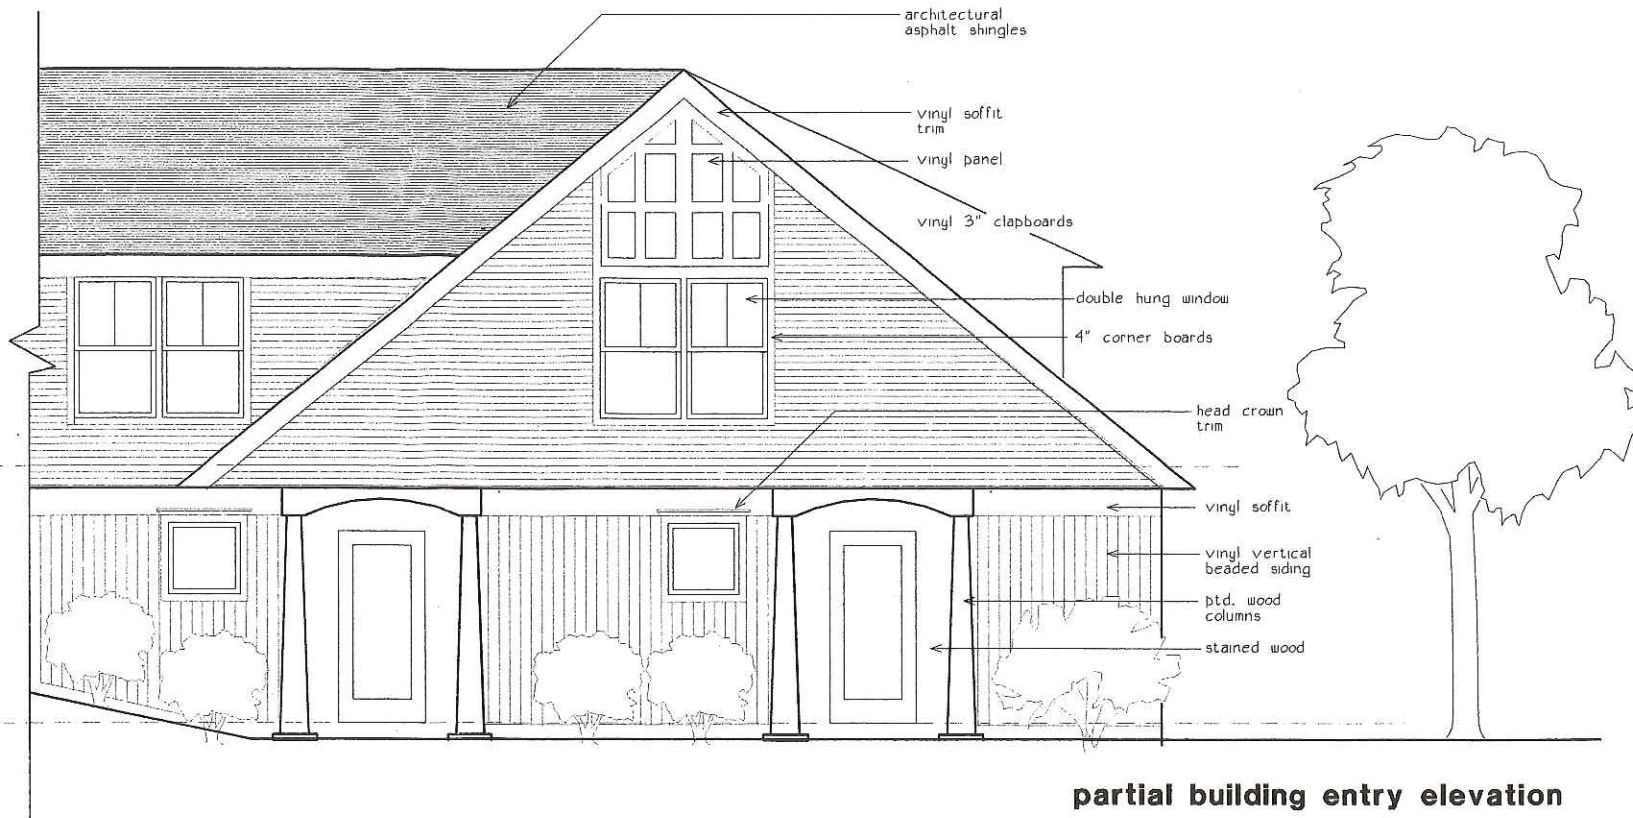 architectural
asphalt shingles
vinyl soffit
trim
vinyl panel
vinyl 3" clapboards
double hung window
4" corner boards
head crown
trim
vinyl soffit
vinyl vertical
beaded siding
ptd. wood
columns
stained wood
partial building entry elevation